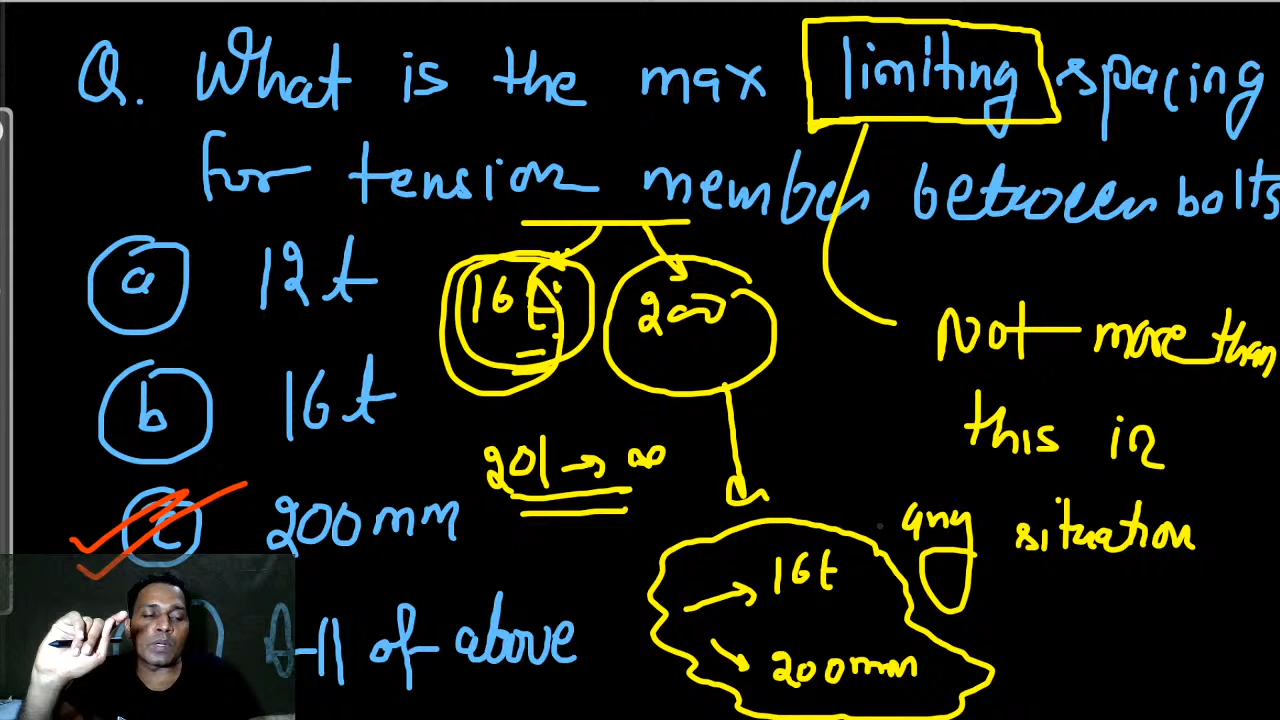 Q. What is the max limiting spacing
for tension member between bolts
a 12t
b 16t
c 200mm
All of above
16t 200
201 → ∞
16t
200mm
Not more than
this in
any situation